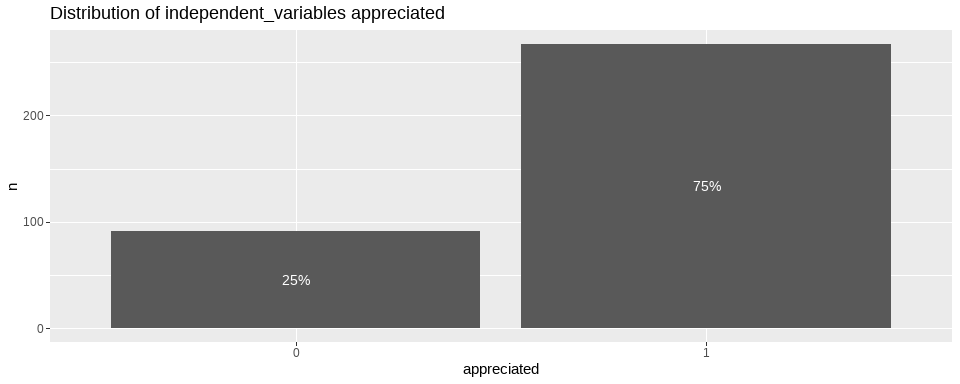 Distribution of independent_variables appreciated
n
200
100
0
75%
25%
0 1
appreciated